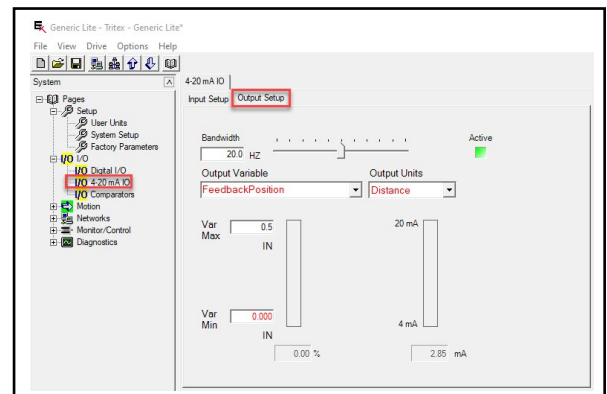 Generic Lite - Tritex - Generic Lite*
File View Drive Options Help
System
Pages
Setup
User Units
System Setup
Factory Parameters
I/O I/O
I/O Digital I/O
I/O 4-20 mA IO
I/O Comparators
Motion
Networks
Monitor/Control
Diagnostics
4-20 mA IO
Input Setup Output Setup
Bandwidth
20.0 HZ
Active
Output Variable Output Units
FeedbackPosition Distance
Var Max 0.5
IN
20 mA
Var Min 0.000
IN
4 mA
0.00 % 2.85 mA